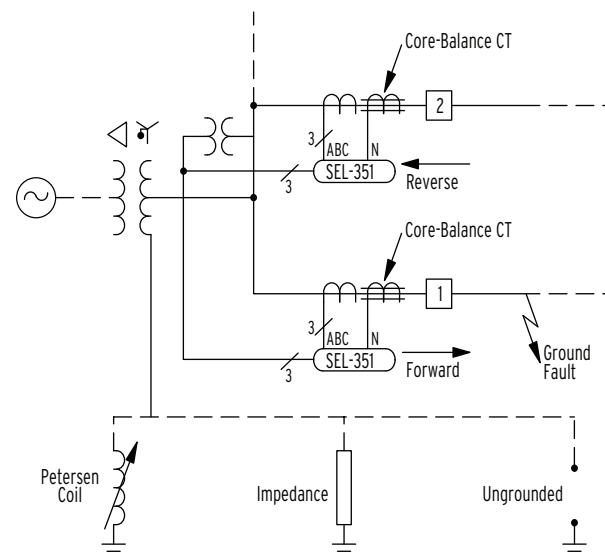 Core-Balance CT
2
3
ABC N
SEL-351
3
Reverse
Core-Balance CT
1
3
ABC N
SEL-351
3
Forward
Ground
Fault
Petersen
Coil
Impedance
Ungrounded